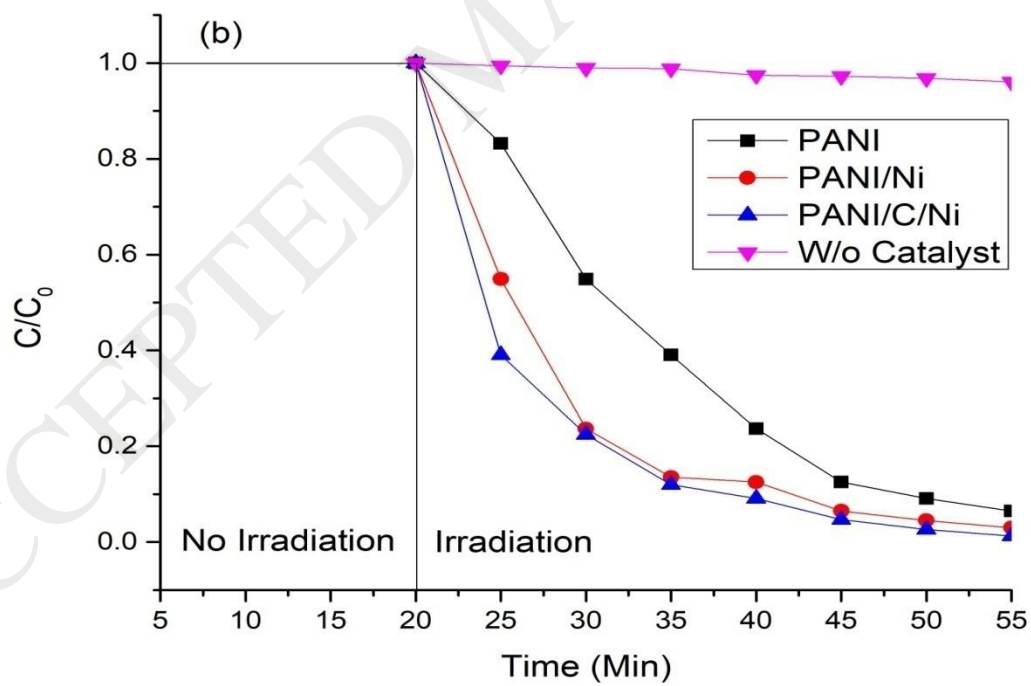 (b)
1.0
0.8
0.6
0.4
0.2
0.0
C/C₀
PANI
PANI/Ni
PANI/C/Ni
W/o Catalyst
No Irradiation
Irradiation
5 10 15 20 25 30 35 40 45 50 55
Time (Min)
CCEPTED MA